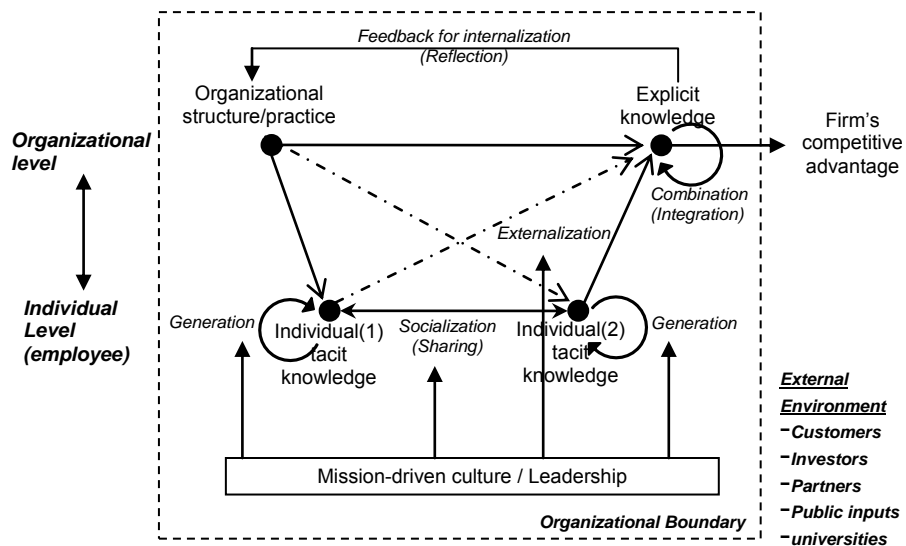 Feedback for internalization
(Reflection)
Organizational
structure/practice
Explicit
knowledge
Firm's
competitive
advantage
Organizational
level
Combination
(Integration)
Externalization
Individual
Level
(employee)
Generation
Individual(1)
tacit
knowledge
Socialization
(Sharing)
Individual(2)
tacit
knowledge
Generation
External
Environment
-Customers
-Investors
-Partners
-Public inputs
-universities
Mission-driven culture / Leadership
Organizational Boundary